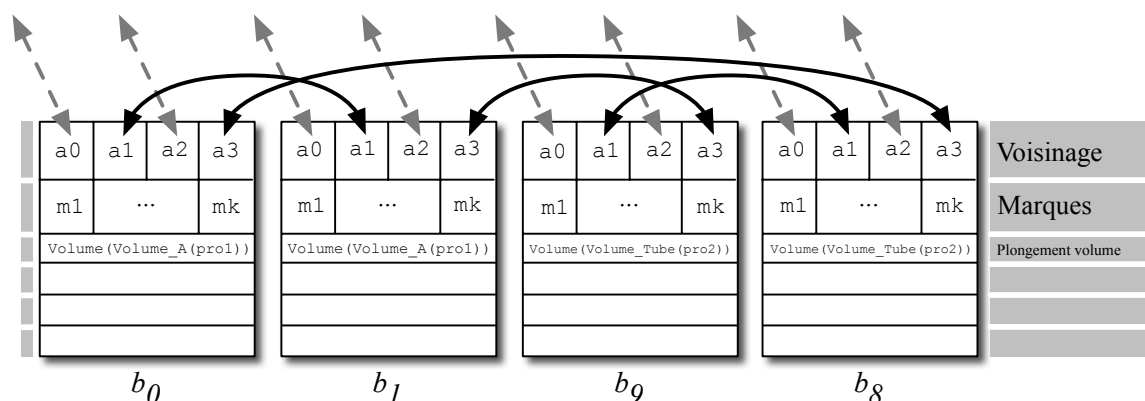 a0 a1 a2 a3 a0 a1 a2 a3 a0 a1 a2 a3 a0 a1 a2 a3 Voisinage
m1 ... mk m1 ... mk m1 ... mk m1 ... mk Marques
Volume(Volume_A(pro1)) Volume(Volume_A(pro1)) Volume(Volume_Tube(pro2)) Volume(Volume_Tube(pro2)) Plongement volume
b0 b1 b9 b8